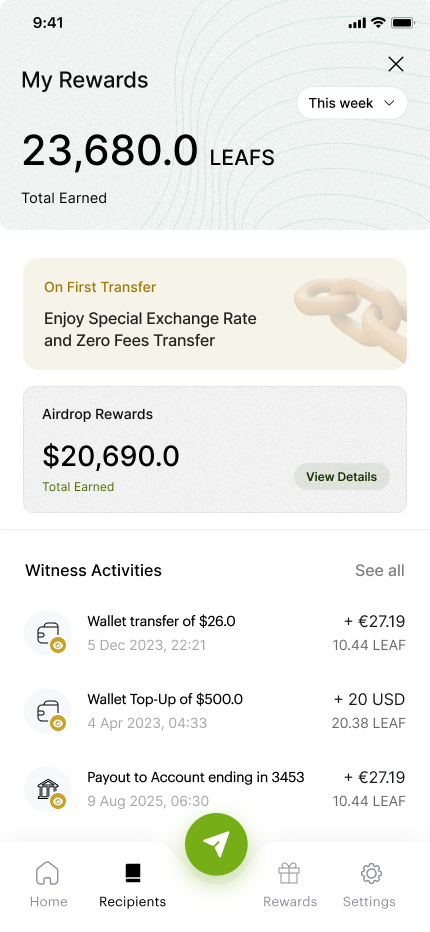 9:41
My Rewards
This week
23,680.0 LEAFS
Total Earned
On First Transfer
Enjoy Special Exchange Rate
and Zero Fees Transfer
Airdrop Rewards
$20,690.0
Total Earned
View Details
Witness Activities
See all
Wallet transfer of $26.0
+ €27.19
5 Dec 2023, 22:21
10.44 LEAF
Wallet Top-Up of $500.0
+ 20 USD
4 Apr 2023, 04:33
20.38 LEAF
Payout to Account ending in 3453
+ €27.19
9 Aug 2025, 06:30
10.44 LEAF
Home
Recipients
Rewards
Settings